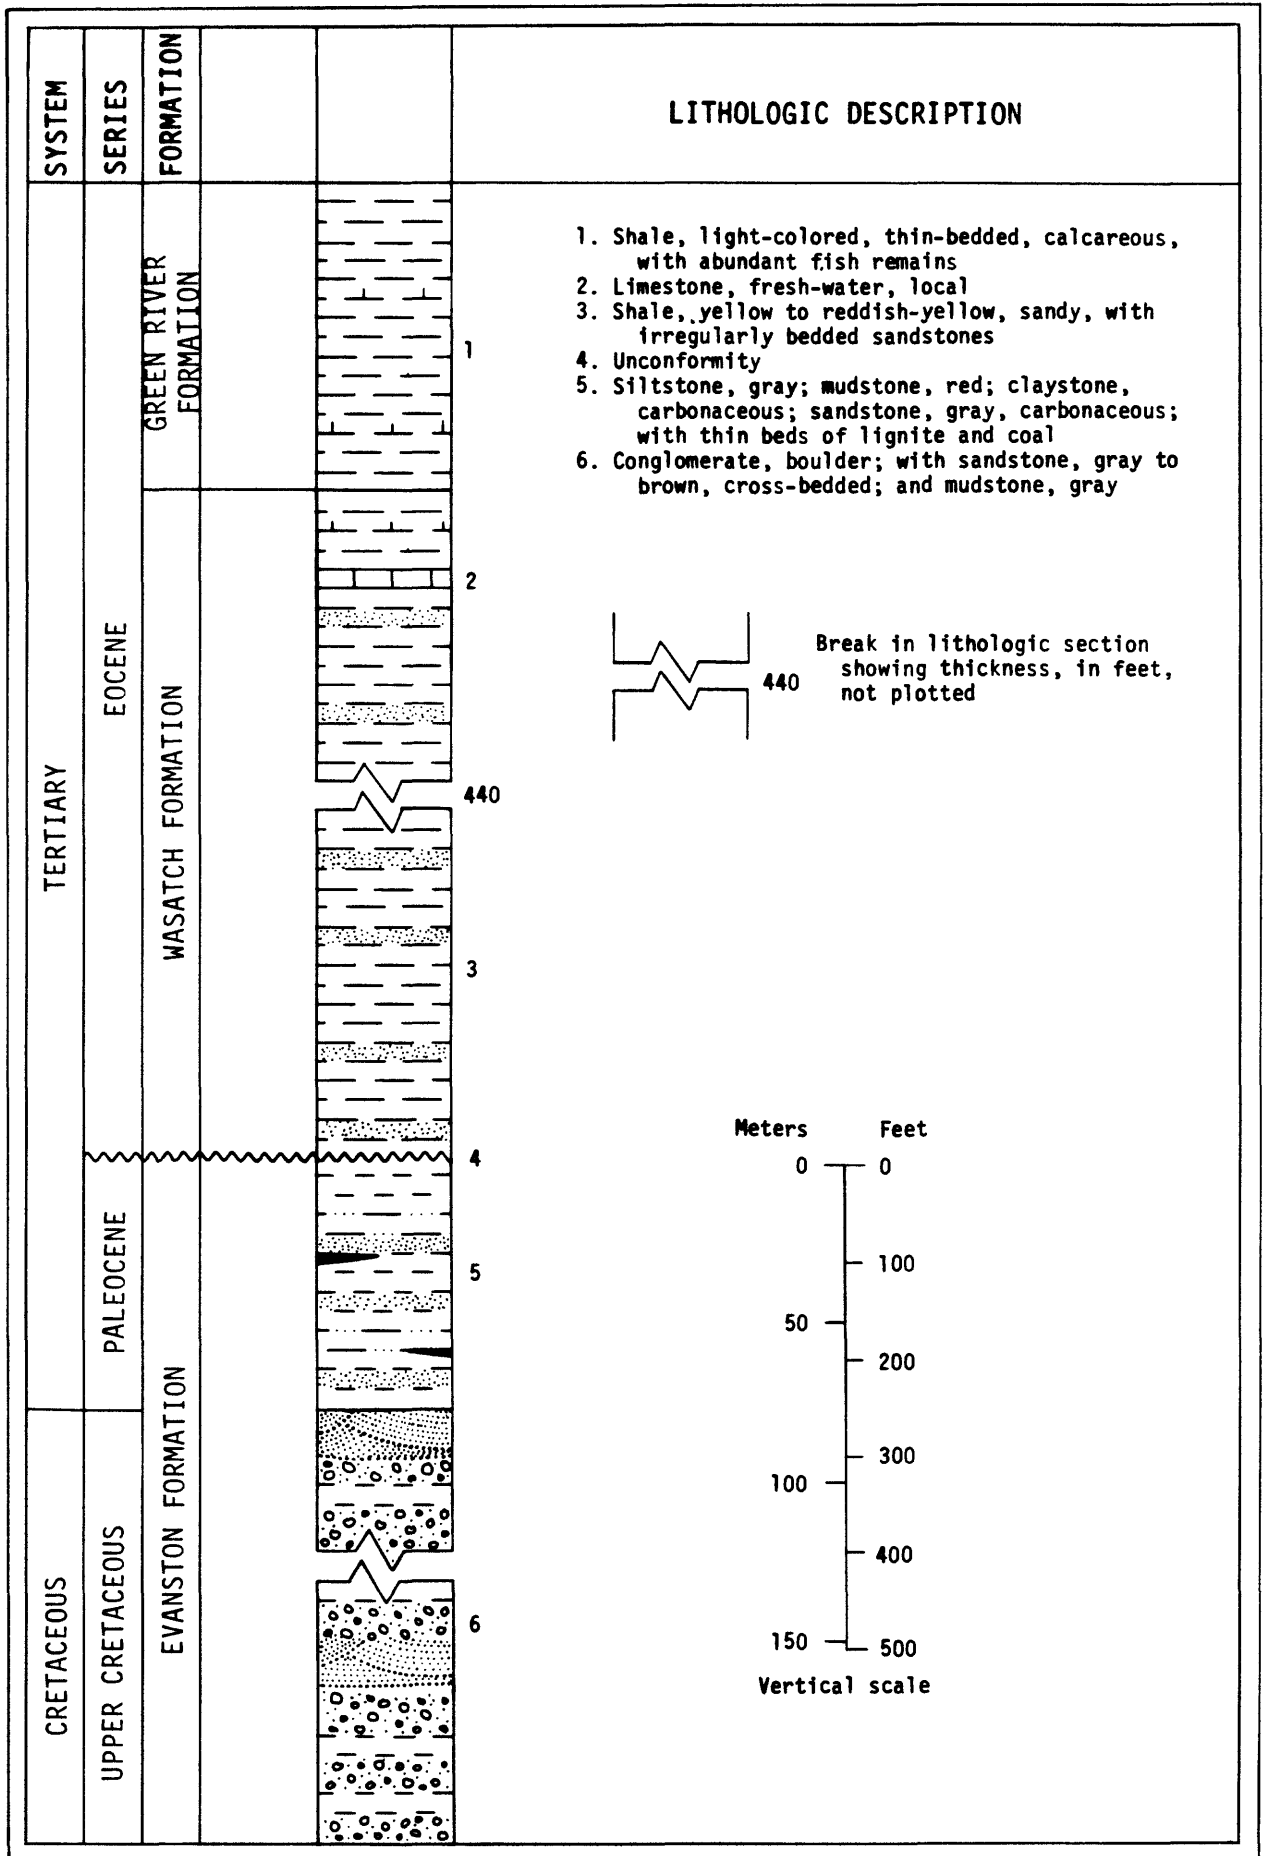 SYSTEM
SERIES
FORMATION
LITHOLOGIC DESCRIPTION
TERTIARY
CRETACEOUS
EOCENE
PALEOCENE
UPPER CRETACEOUS
GREEN RIVER
FORMATION
WASATCH FORMATION
EVANSTON FORMATION
1
2
440
3
4
5
6
1. Shale, light-colored, thin-bedded, calcareous,
with abundant fish remains
2. Limestone, fresh-water, local
3. Shale, yellow to reddish-yellow, sandy, with
irregularly bedded sandstones
4. Unconformity
5. Siltstone, gray; mudstone, red; claystone,
carbonaceous; sandstone, gray, carbonaceous;
with thin beds of lignite and coal
6. Conglomerate, boulder; with sandstone, gray to
brown, cross-bedded; and mudstone, gray
440
Break in lithologic section
showing thickness, in feet,
not plotted
Meters Feet
0 0
100
50
200
300
100
400
150 500
Vertical scale